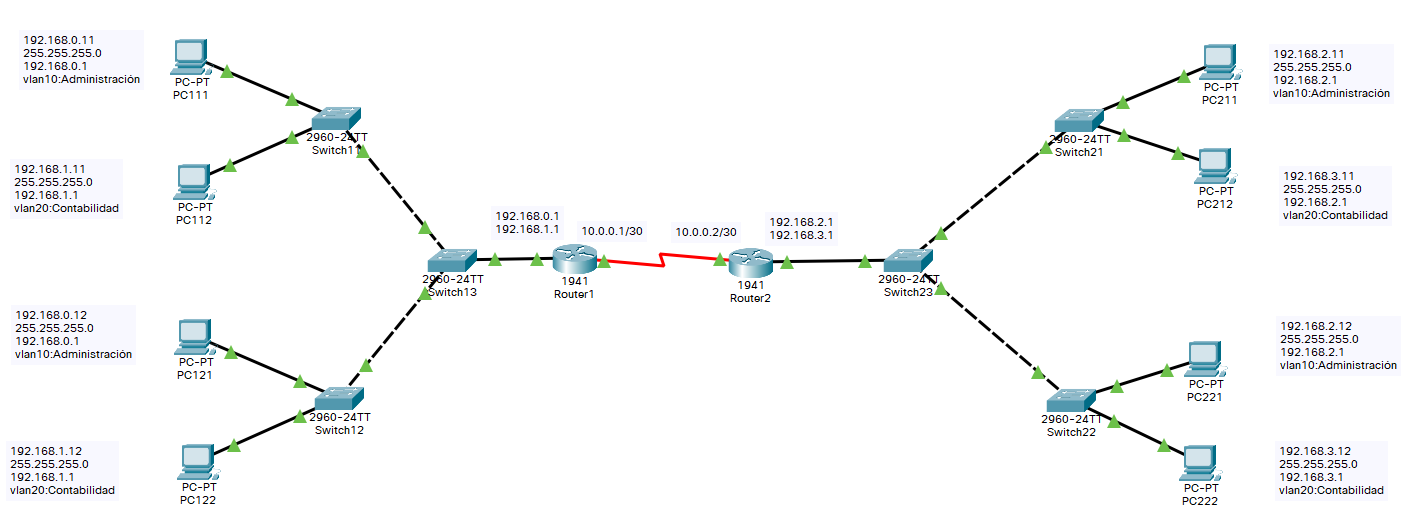 192.168.0.11
255.255.255.0
192.168.0.1
vlan10:Administración
PC-PT
PC111
192.168.1.11
255.255.255.0
192.168.1.1
vlan20:Contabilidad
PC-PT
PC112
2960-24TT
Switch11
192.168.0.12
255.255.255.0
192.168.0.1
vlan10:Administración
PC-PT
PC121
192.168.1.12
255.255.255.0
192.168.1.1
vlan20:Contabilidad
PC-PT
PC122
2960-24TT
Switch12
2960-24TT
Switch13
192.168.0.1
192.168.1.1
10.0.0.1/30
1941
Router1
10.0.0.2/30
192.168.2.1
192.168.3.1
1941
Router2
2960-24TT
Switch23
2960-24TT
Switch21
PC-PT
PC211
192.168.2.11
255.255.255.0
192.168.2.1
vlan10:Administración
PC-PT
PC212
192.168.3.11
255.255.255.0
192.168.2.1
vlan20:Contabilidad
2960-24TT
Switch22
PC-PT
PC221
192.168.2.12
255.255.255.0
192.168.2.1
vlan10:Administración
PC-PT
PC222
192.168.3.12
255.255.255.0
192.168.3.1
vlan20:Contabilidad